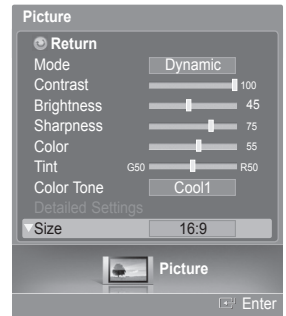 Picture
Return
Mode Dynamic
Contrast 100
Brightness 45
Sharpness 75
Color 55
Tint G50 R50
Color Tone Cool1
Detailed Settings
Size 16:9
Picture
Enter